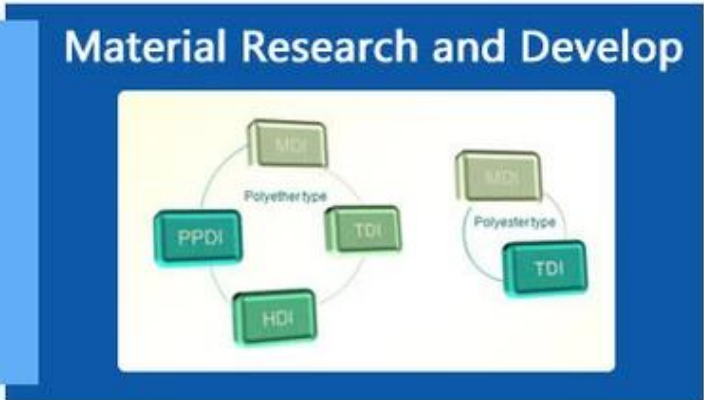 Material Research and Develop
MDI
Polyether type
PPDI
TDI
HDI
MDI
Polyester type
TDI